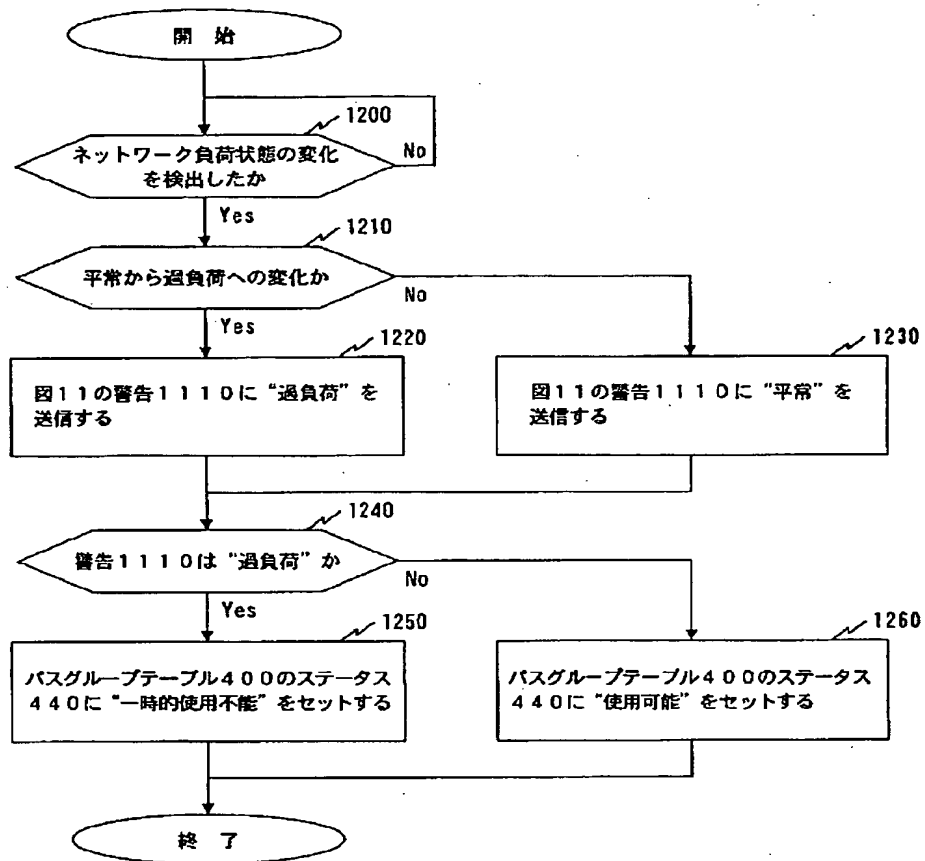 開 始
1200
ネットワーク負荷状態の変化
を検出したか
No
Yes
1210
平常から過負荷への変化か
No
Yes
1220
図11の警告1110に“過負荷”を
送信する
1230
図11の警告1110に"平常"を
送信する
1240
警告1110は“過負荷”か
No
Yes
1250
パスグループテーブル400のステータス
440に“一時的使用不能”をセットする
1260
パスグループテーブル400のステータス
440に“使用可能”をセットする
終 了